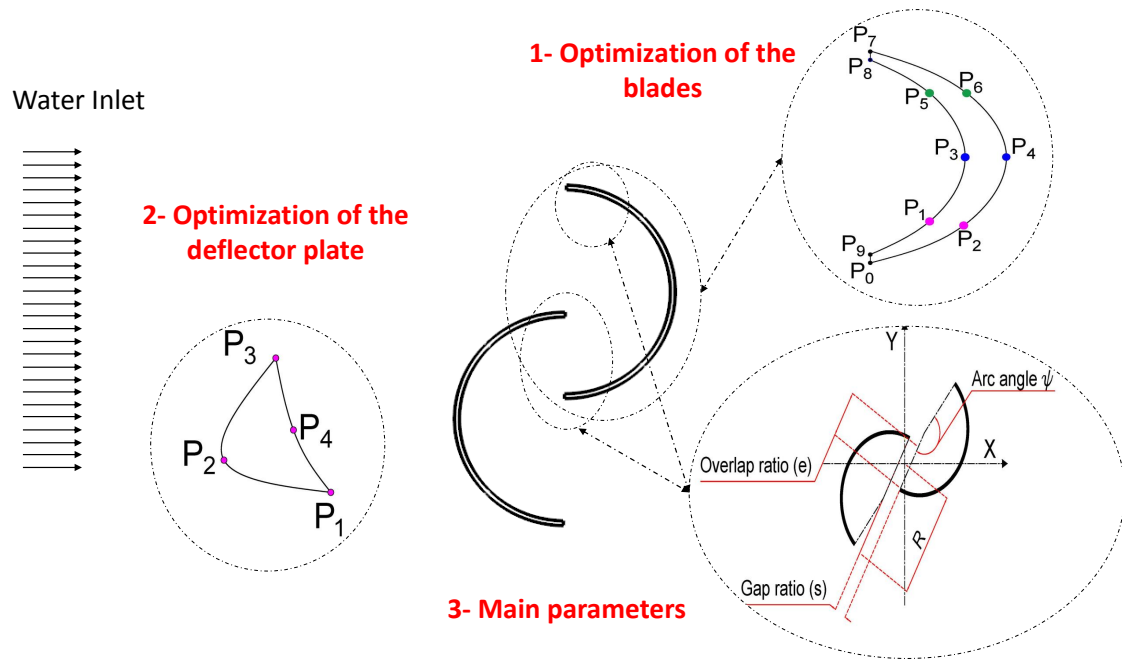 1- Optimization of the
blades
P₇
P₈
P₆
P₅
P₃
P₄
P₁
P₂
P₉
P₀
Water Inlet
2- Optimization of the
deflector plate
P₃
P₄
P₂
P₁
Y
Arc angle ψ
X
Overlap ratio (e)
R
Gap ratio (s)
3- Main parameters